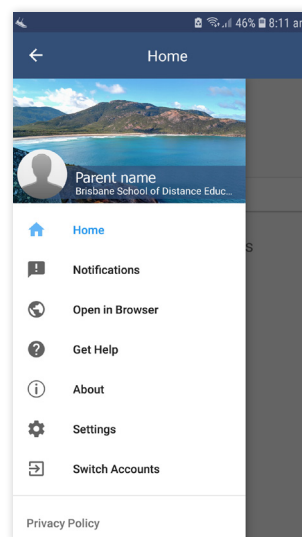 46% 8:11 am
Home
Parent name
Brisbane School of Distance Educ...
Home
S
Notifications
Open in Browser
Get Help
About
Settings
Switch Accounts
Privacy Policy